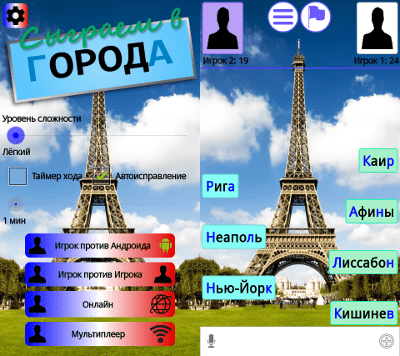 Сыграем в
ГОРОДА
Уровень сложности
Лёгкий
Таймер хода
Автоисправление
1 мин
Игрок против Андроида
Игрок против Игрока
Онлайн
Мультиплеер
Игрок 2: 19
Игрок 1: 24
Каир
Рига
Афины
Неаполь
Лиссабон
Нью-Йорк
Кишинев